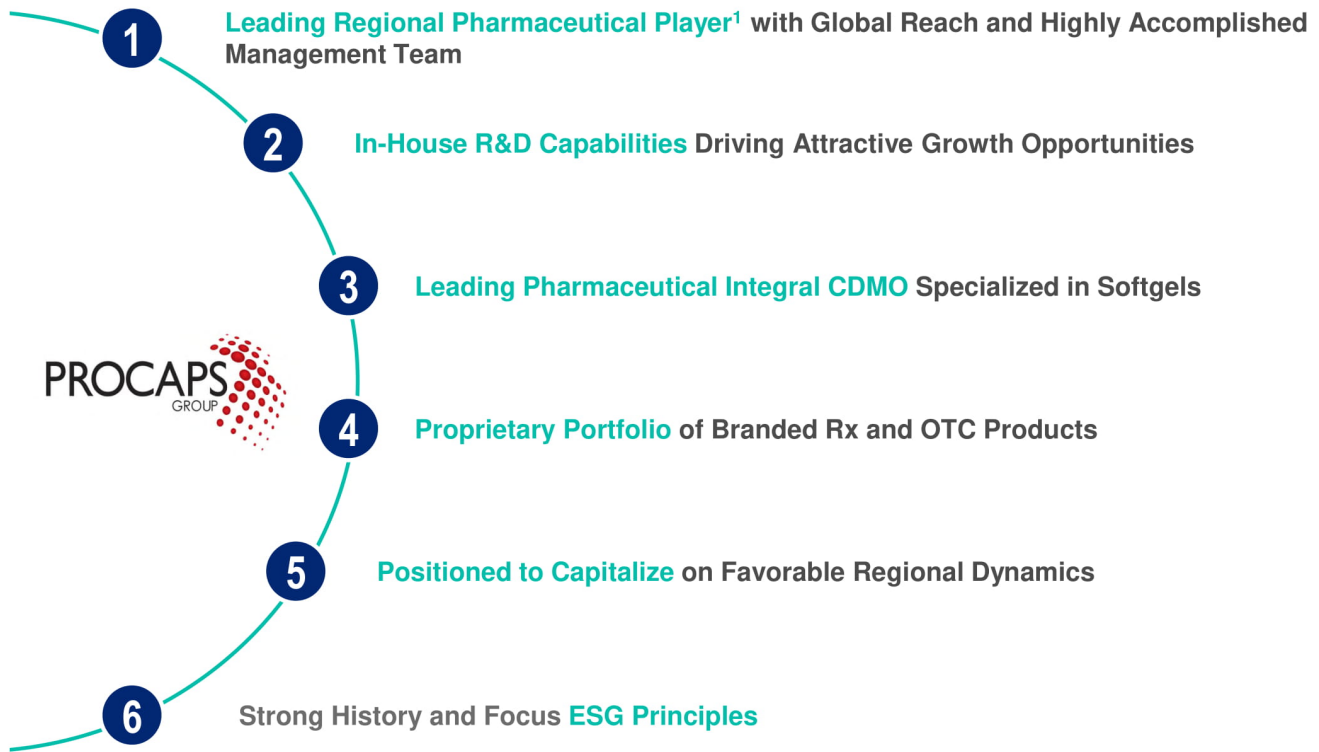 1
Leading Regional Pharmaceutical Player¹ with Global Reach and Highly Accomplished
Management Team
2
In-House R&D Capabilities Driving Attractive Growth Opportunities
3
Leading Pharmaceutical Integral CDMO Specialized in Softgels
PROCAPS
GROUP
4
Proprietary Portfolio of Branded Rx and OTC Products
5
Positioned to Capitalize on Favorable Regional Dynamics
6
Strong History and Focus ESG Principles